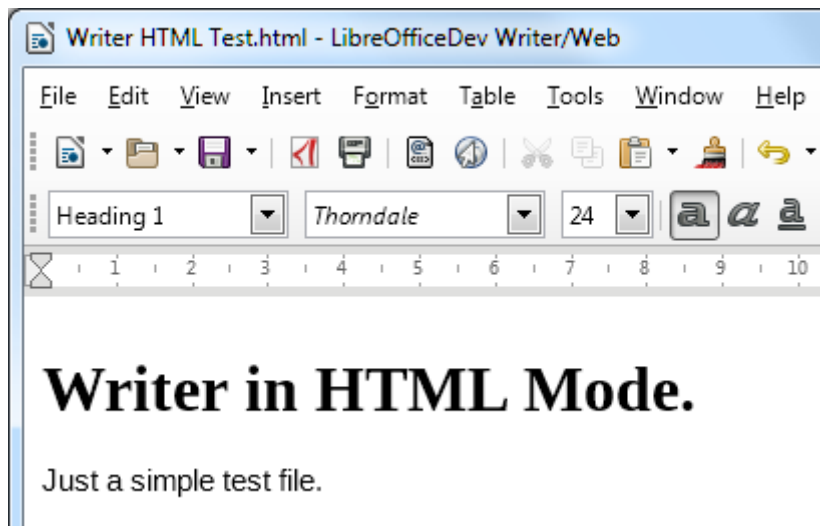 Writer HTML Test.html - LibreOfficeDev Writer/Web
File Edit View Insert Format Table Tools Window Help
Heading 1 Thorndale 24 a a a
1 2 3 4 5 6 7 8 9 10
Writer in HTML Mode.
Just a simple test file.